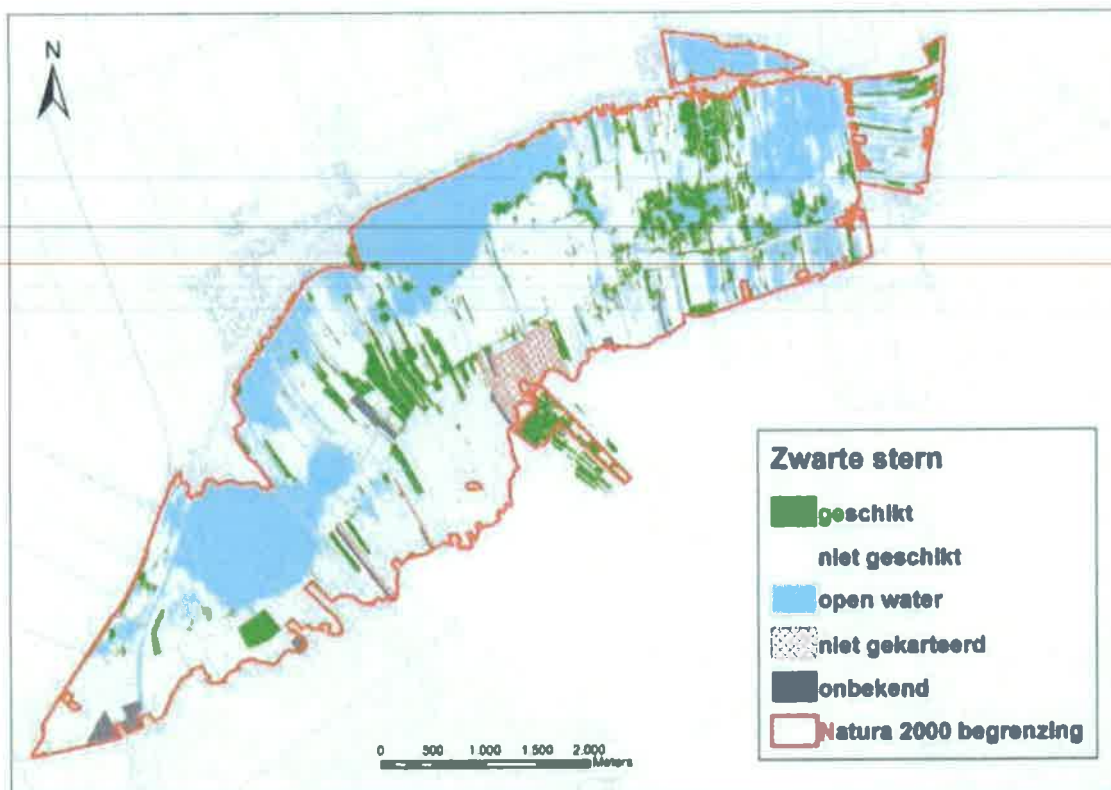 N
Zwarte stern
geschikt
niet geschikt
open water
niet gekarteerd
onbekend
Natura 2000 begrenzing
0 500 1.000 1.500 2.000
Meters